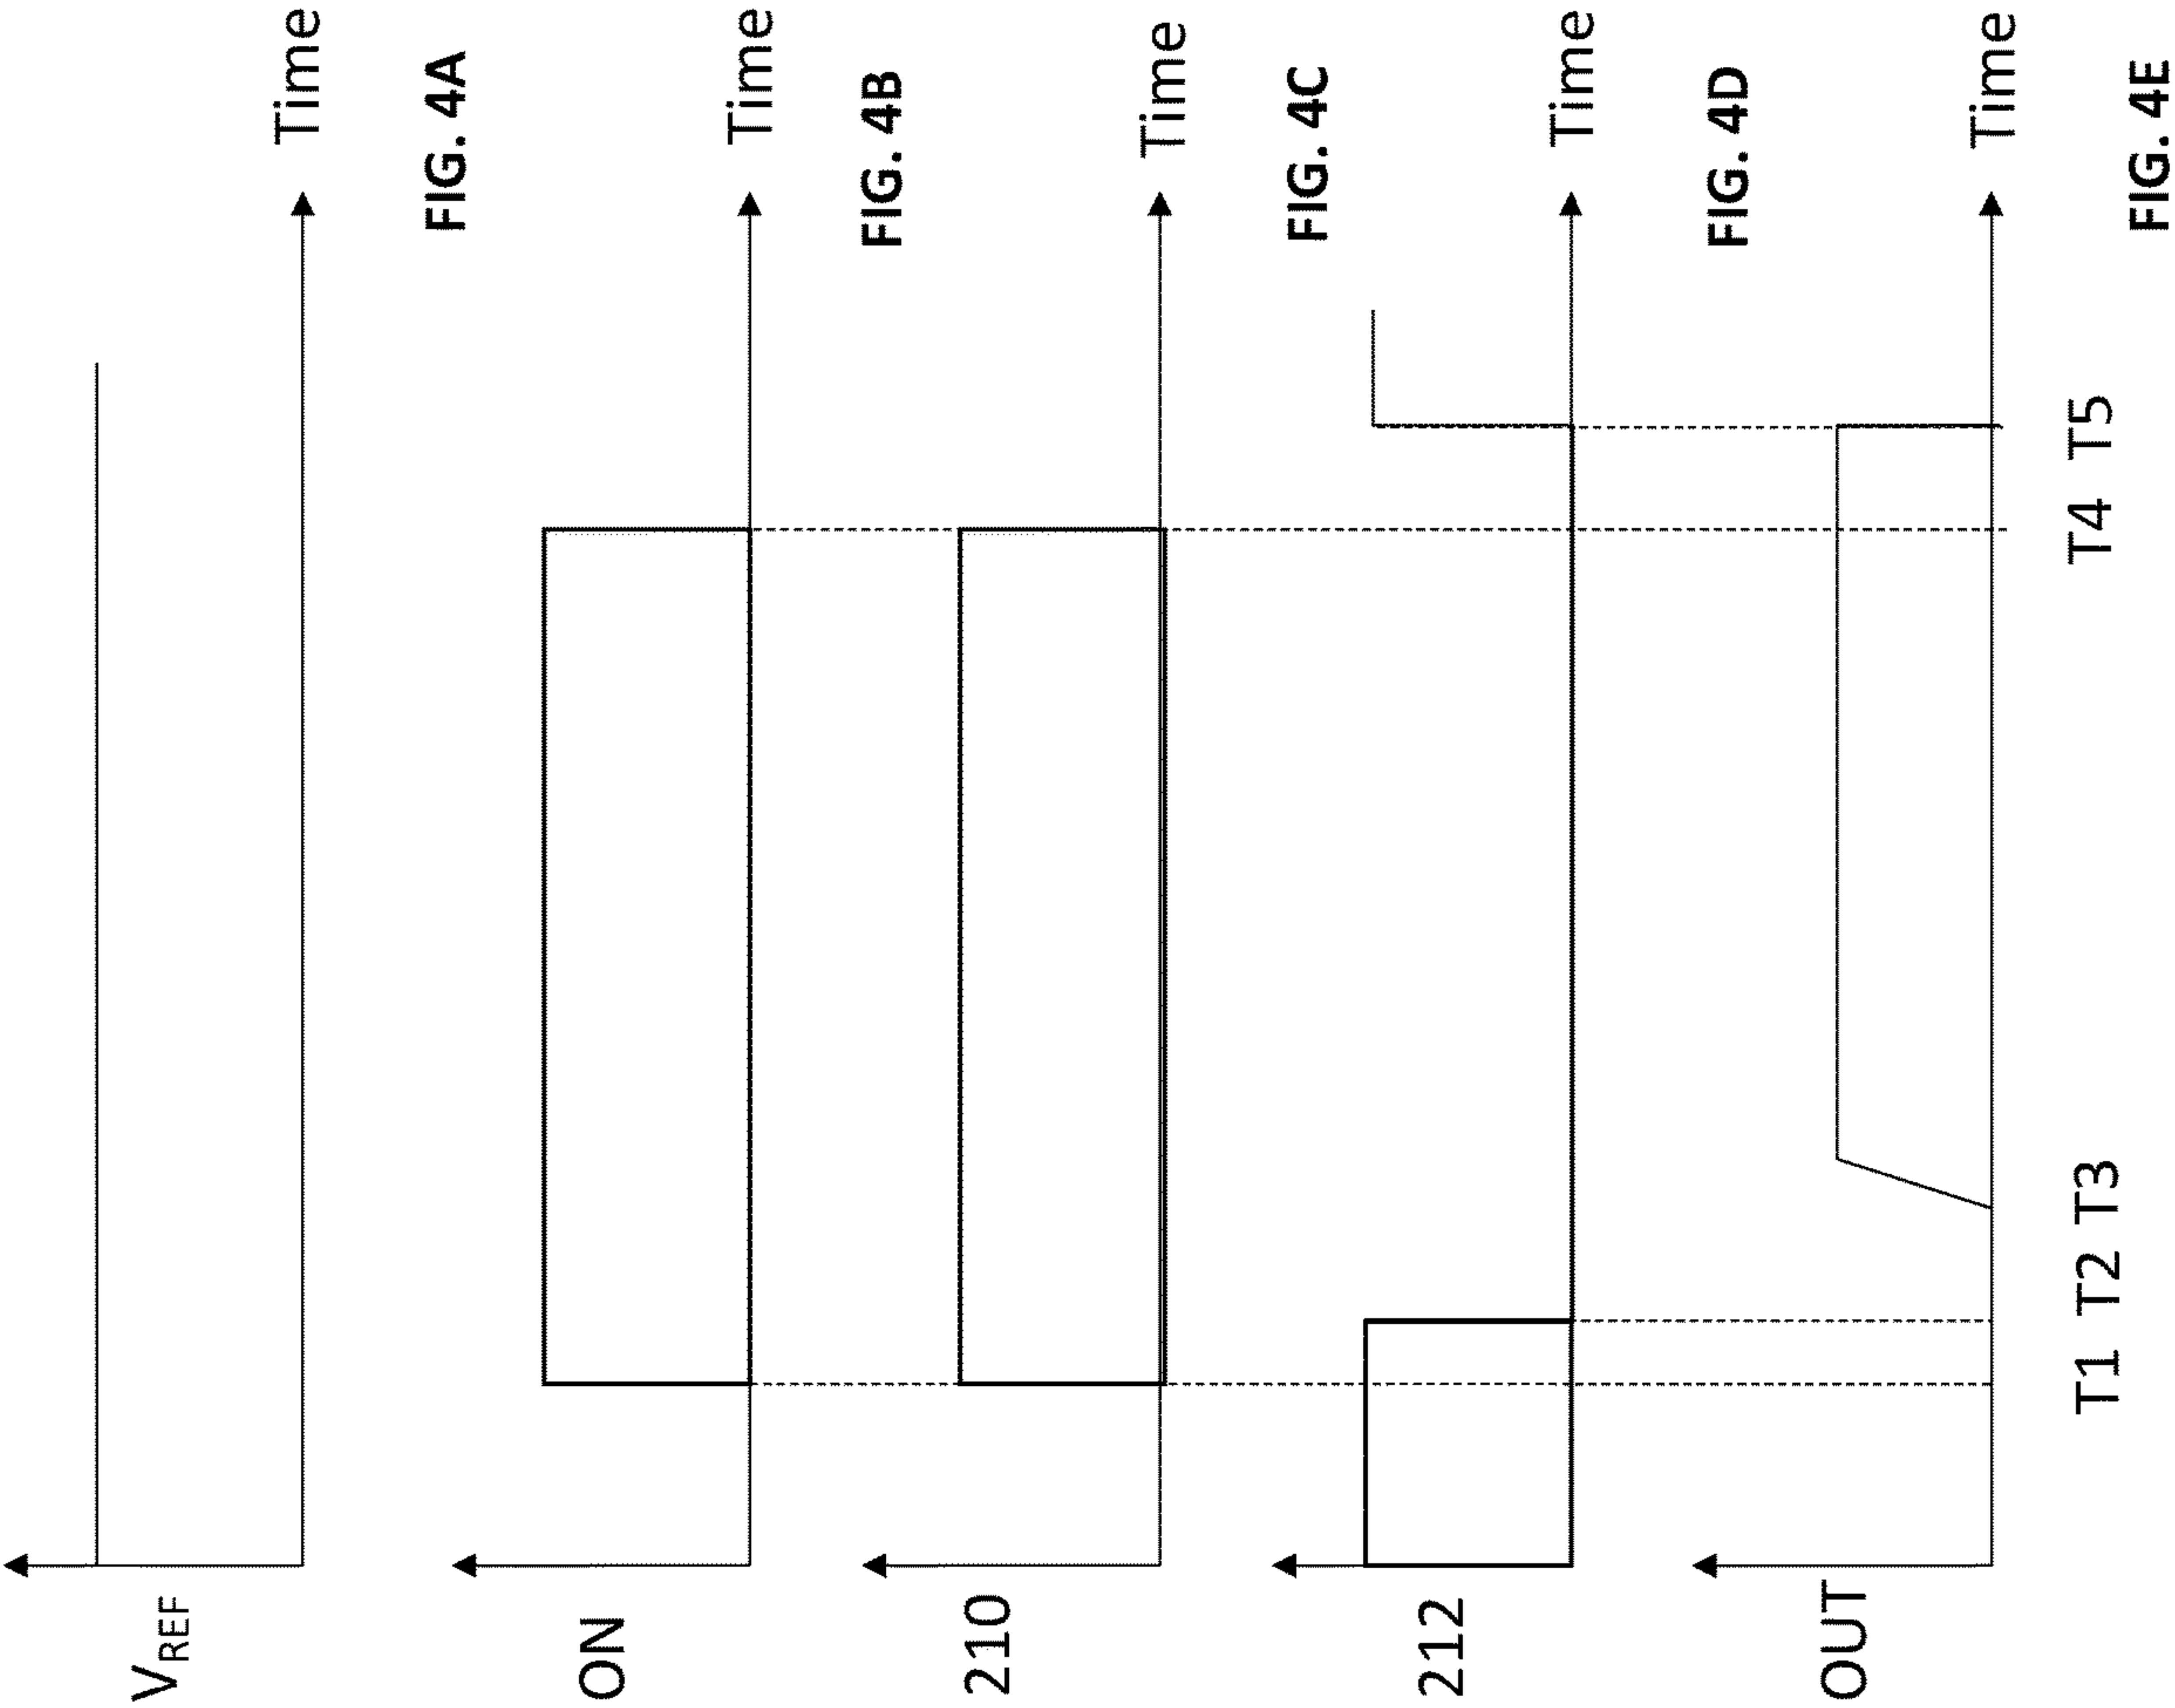 V_REF
Time
FIG. 4A
ON
Time
FIG. 4B
210
Time
FIG. 4C
212
Time
FIG. 4D
OUT
Time
T1 T2 T3 T4 T5
FIG. 4E